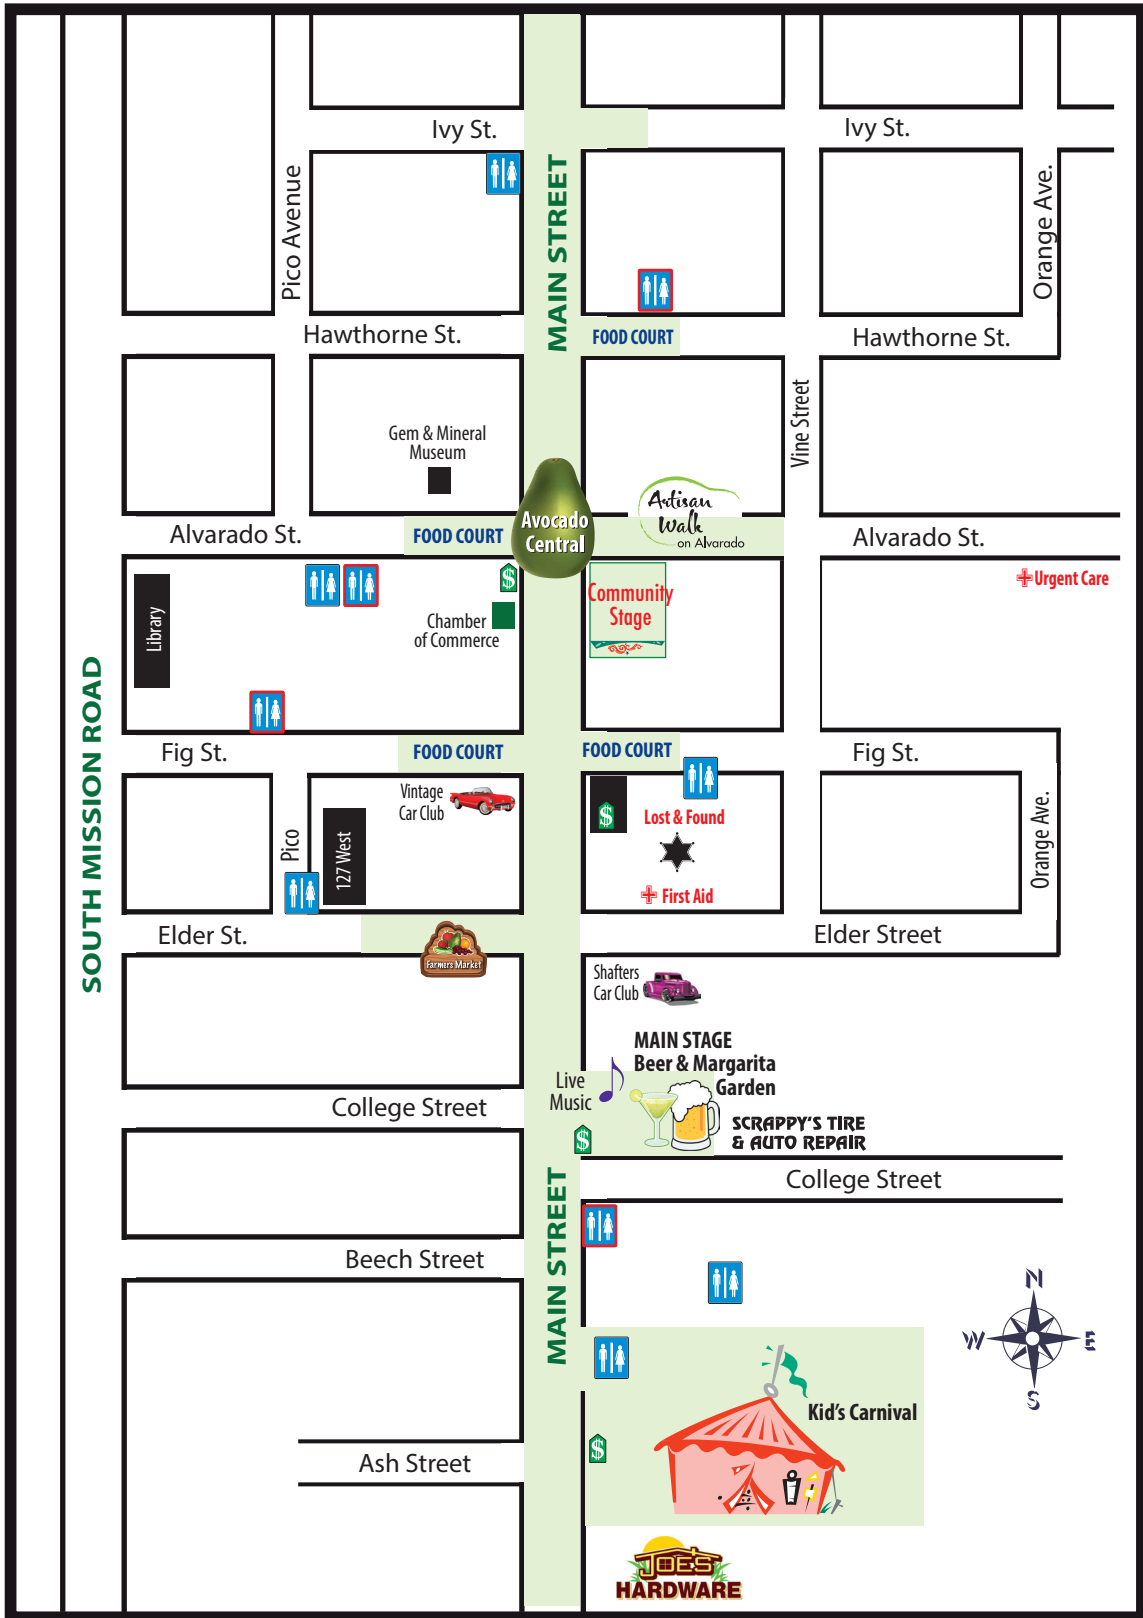 Ivy St.
Ivy St.
MAIN STREET
Pico Avenue
Orange Ave.
Hawthorne St.
FOOD COURT
Hawthorne St.
Vine Street
Gem & Mineral
Museum
Artisan
Walk
on Alvarado
Alvarado St.
FOOD COURT
Avocado
Central
Alvarado St.
Urgent Care
$
Community
Stage
Library
Chamber
of Commerce
SOUTH MISSION ROAD
Fig St.
FOOD COURT
FOOD COURT
Fig St.
Vintage
Car Club
$
Lost & Found
Pico
127 West
Orange Ave.
First Aid
Elder St.
Farmers Market
Elder Street
Shafters
Car Club
MAIN STAGE
Beer & Margarita
Garden
Live
Music
College Street
$
SCRAPPY'S TIRE
& AUTO REPAIR
College Street
MAIN STREET
Beech Street
N
W
E
S
Kid's Carnival
$
Ash Street
JOE'S
HARDWARE